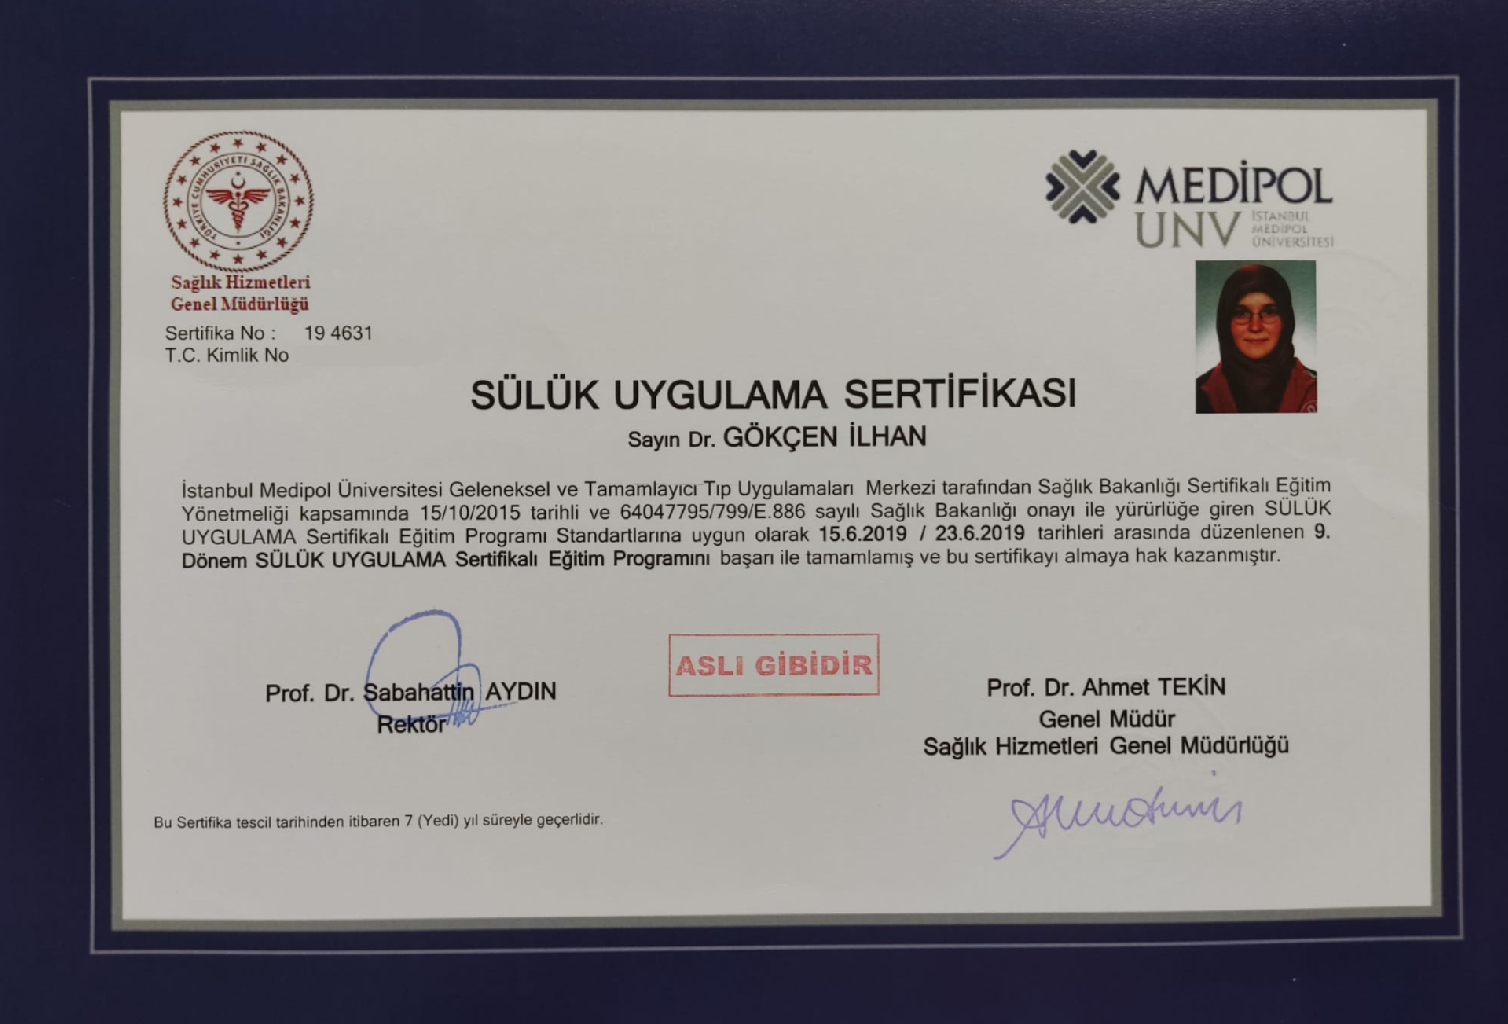 TÜRKİYE CUMHURİYETİ SAĞLIK BAKANLIĞI
Sağlık Hizmetleri
Genel Müdürlüğü
MEDİPOL
UNV
İSTANBUL
MEDİPOL
ÜNİVERSİTESİ
Sertifika No : 19 4631
T.C. Kimlik No
SÜLÜK UYGULAMA SERTİFİKASI
Sayın Dr. GÖKÇEN İLHAN
İstanbul Medipol Üniversitesi Geleneksel ve Tamamlayıcı Tıp Uygulamaları Merkezi tarafından Sağlık Bakanlığı Sertifikalı Eğitim
Yönetmeliği kapsamında 15/10/2015 tarihli ve 64047795/799/E.886 sayılı Sağlık Bakanlığı onayı ile yürürlüğe giren SÜLÜK
UYGULAMA Sertifikalı Eğitim Programı Standartlarına uygun olarak 15.6.2019 / 23.6.2019 tarihleri arasında düzenlenen 9.
Dönem SÜLÜK UYGULAMA Sertifikalı Eğitim Programını başarı ile tamamlamış ve bu sertifikayı almaya hak kazanmıştır.
Prof. Dr. Sabahattin AYDIN
Rektör
ASLI GİBİDİR
Prof. Dr. Ahmet TEKİN
Genel Müdür
Sağlık Hizmetleri Genel Müdürlüğü
Bu Sertifika tescil tarihinden itibaren 7 (Yedi) yıl süreyle geçerlidir.